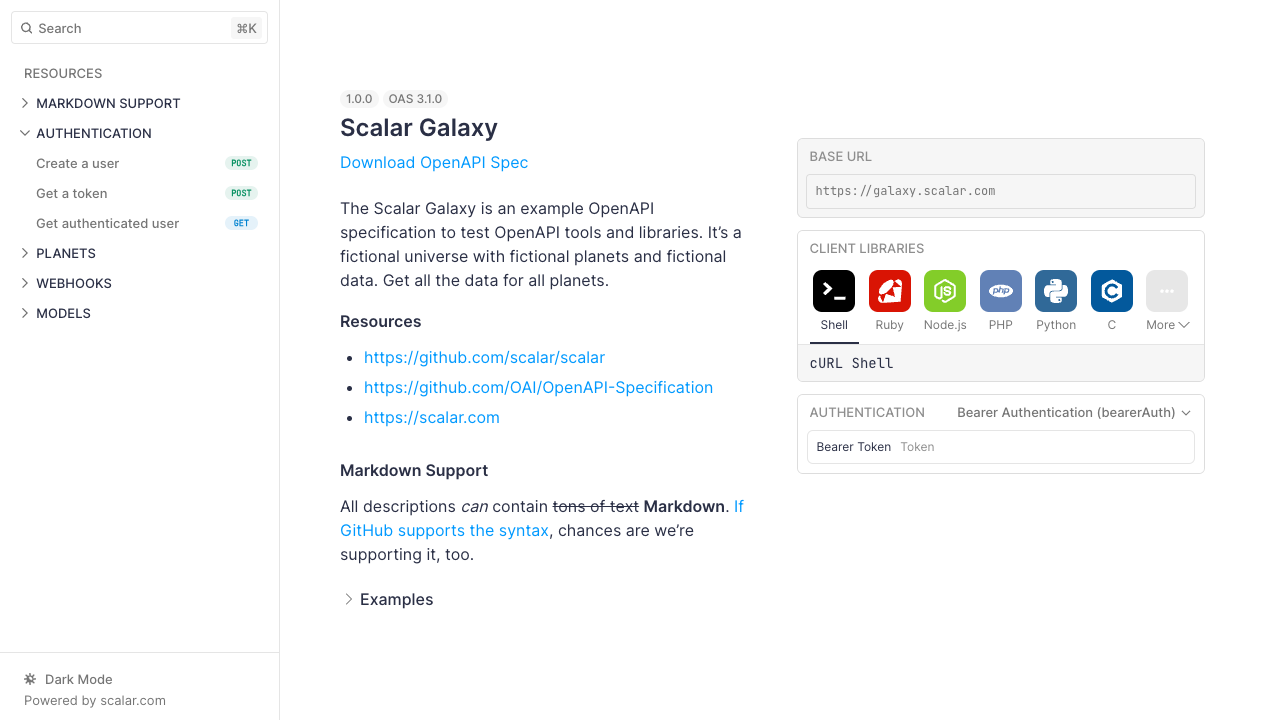 Search
⌘K
RESOURCES
MARKDOWN SUPPORT
AUTHENTICATION
Create a user POST
Get a token POST
Get authenticated user GET
PLANETS
WEBHOOKS
MODELS
Dark Mode
Powered by scalar.com
1.0.0 OAS 3.1.0
Scalar Galaxy
Download OpenAPI Spec
The Scalar Galaxy is an example OpenAPI
specification to test OpenAPI tools and libraries. It’s a
fictional universe with fictional planets and fictional
data. Get all the data for all planets.
Resources
https://github.com/scalar/scalar
https://github.com/OAI/OpenAPI-Specification
https://scalar.com
Markdown Support
All descriptions can contain tons of text Markdown. If
GitHub supports the syntax, chances are we’re
supporting it, too.
Examples
BASE URL
https://galaxy.scalar.com
CLIENT LIBRARIES
JS php
Shell Ruby Node.js PHP Python C More
cURL Shell
AUTHENTICATION Bearer Authentication (bearerAuth)
Bearer Token Token